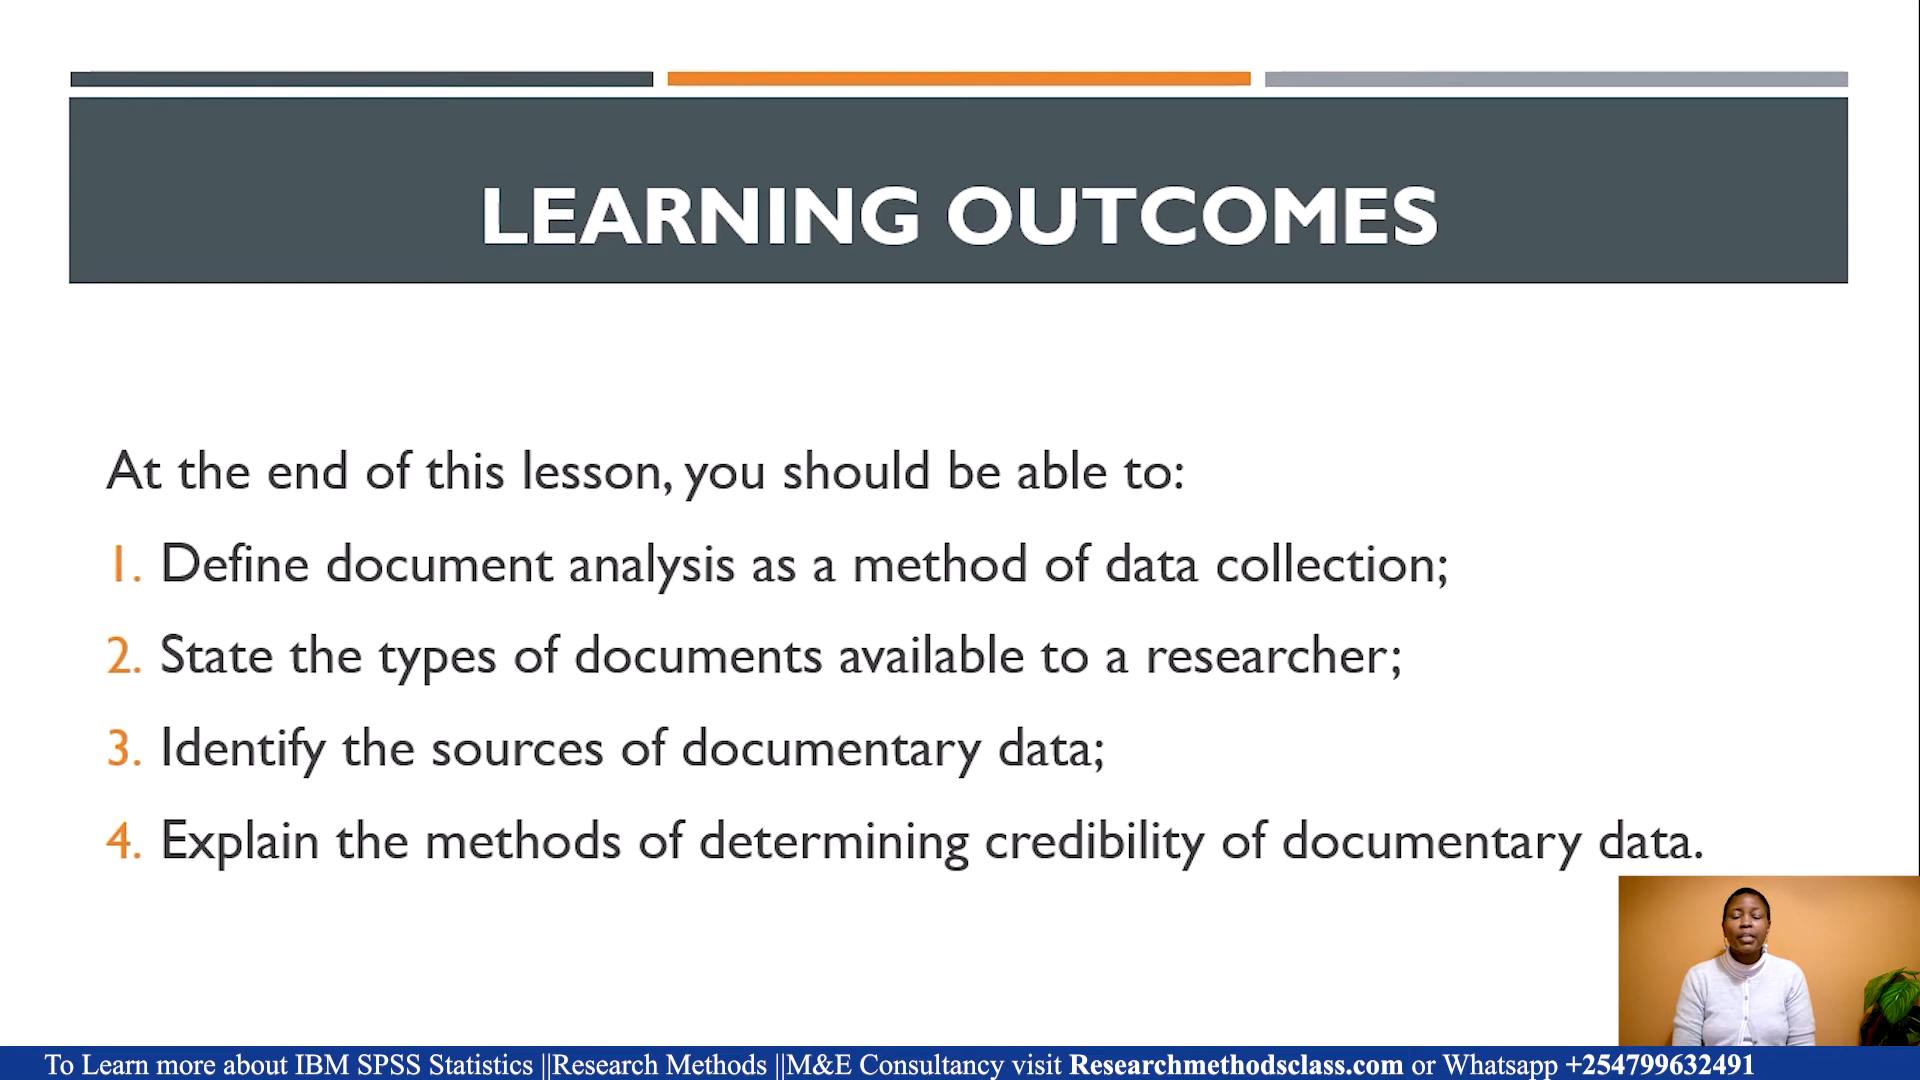 LEARNING OUTCOMES
At the end of this lesson, you should be able to:
1. Define document analysis as a method of data collection;
2. State the types of documents available to a researcher;
3. Identify the sources of documentary data;
4. Explain the methods of determining credibility of documentary data.
To Learn more about IBM SPSS Statistics ||Research Methods ||M&E Consultancy visit Researchmethodsclass.com or Whatsapp +254799632491